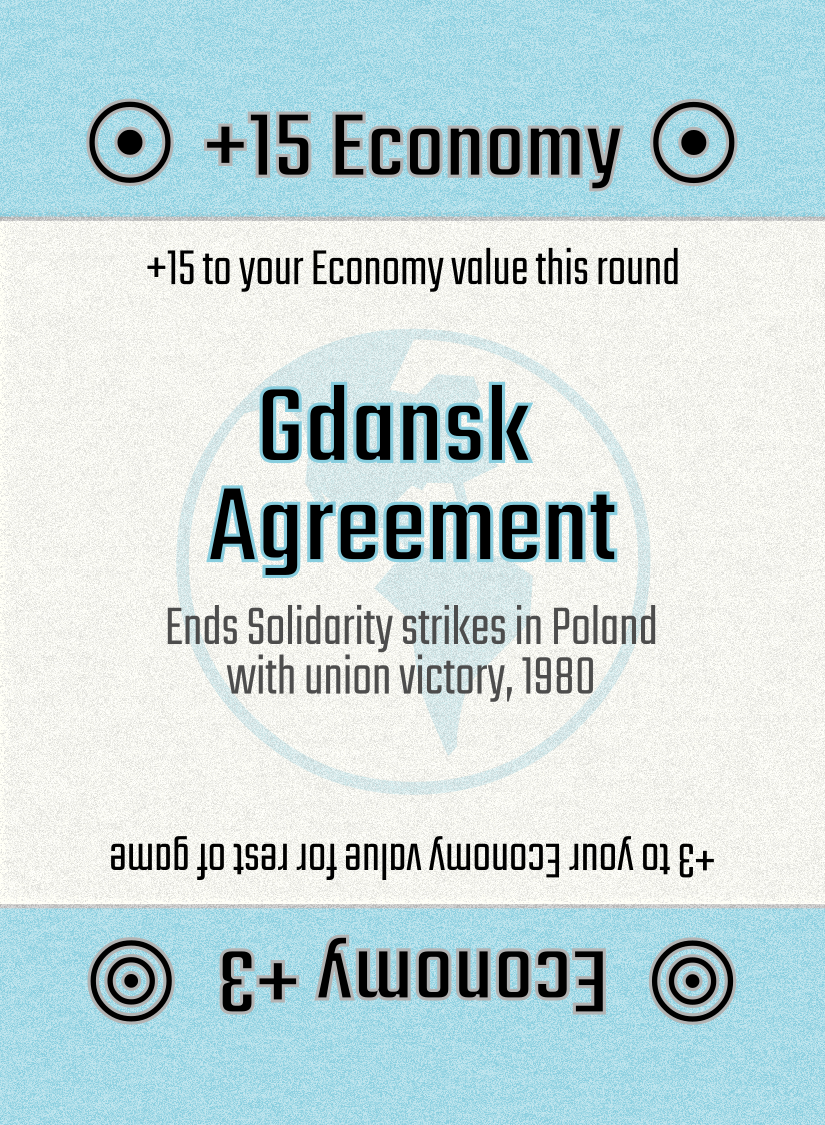 +15 Economy
+15 to your Economy value this round
Gdansk
Agreement
Ends Solidarity strikes in Poland
with union victory, 1980
+3 to your Economy value for rest of game
Economy +3